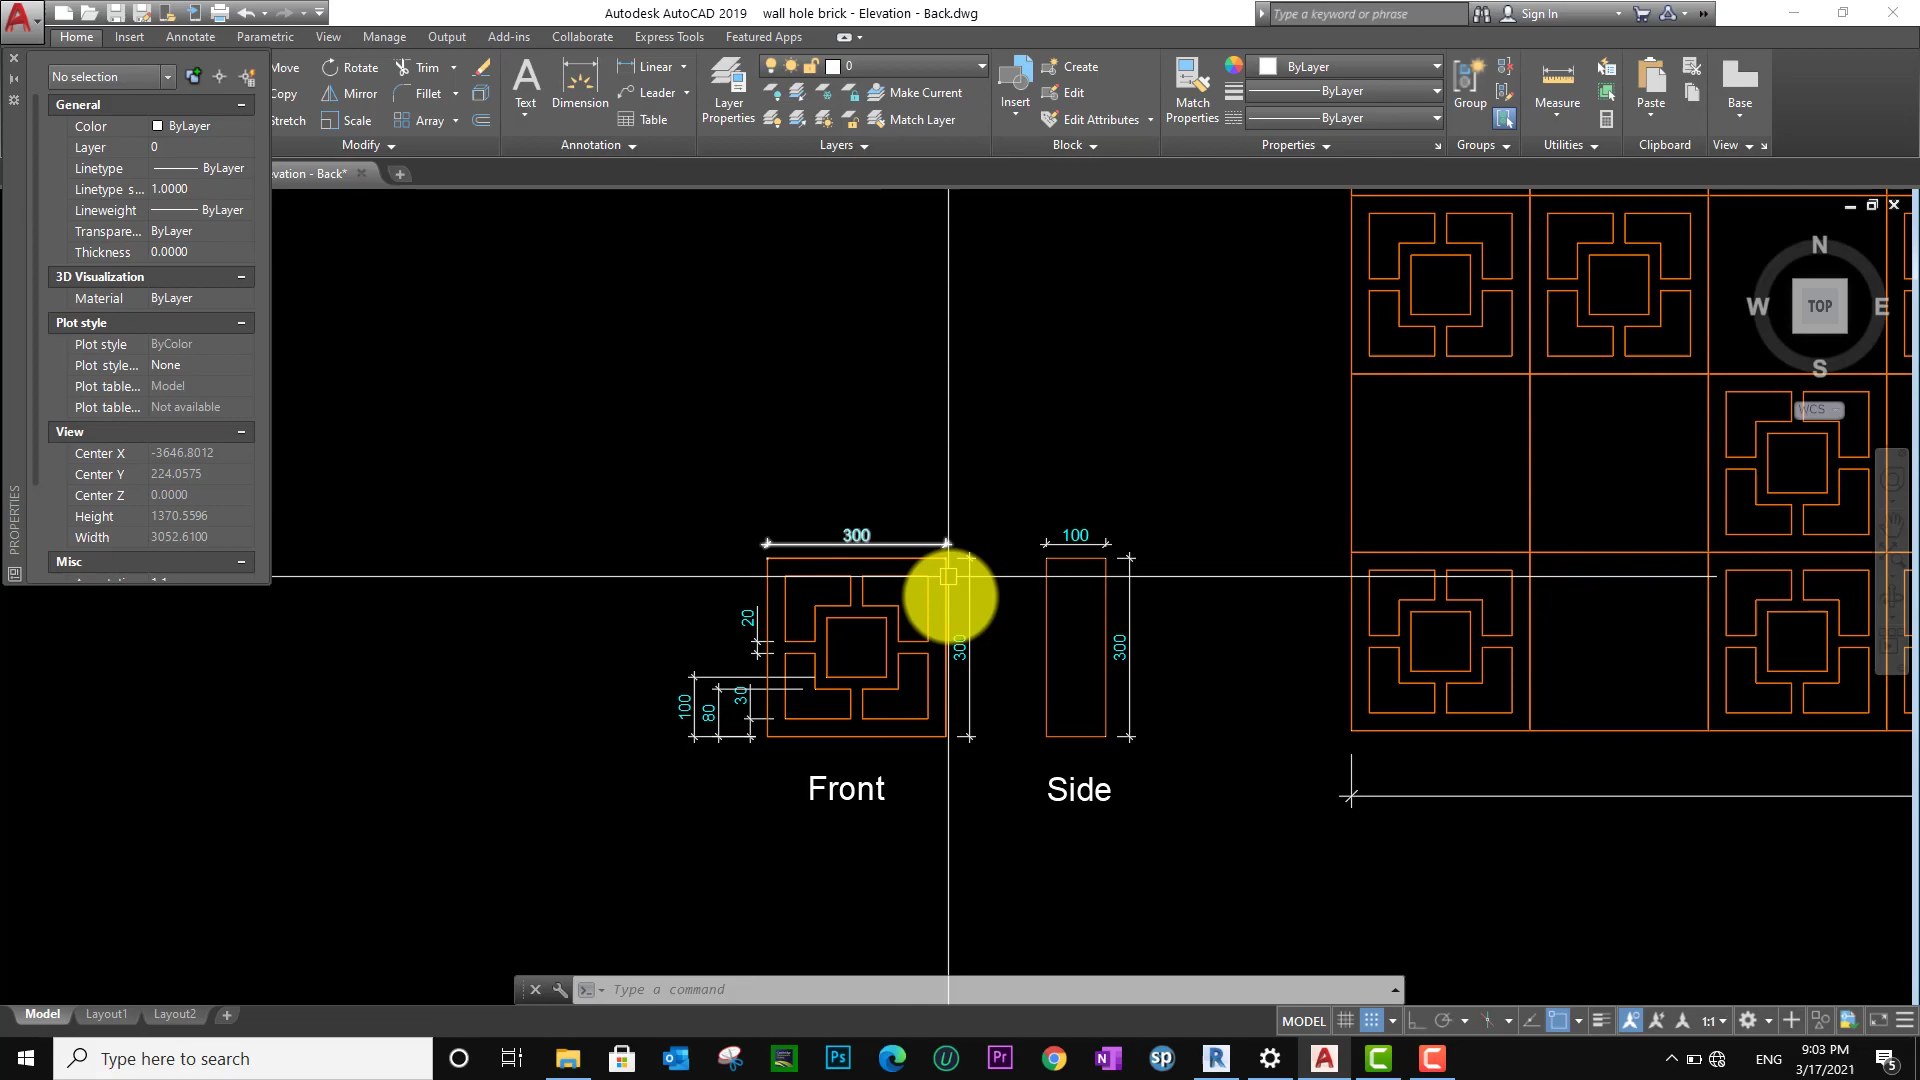 Autodesk AutoCAD 2019 wall hole brick - Elevation - Back.dwg
Type a keyword or phrase
Sign In
Home Insert Annotate Parametric View Manage Output Add-ins Collaborate Express Tools Featured Apps
No selection
Move Rotate Trim
Copy Mirror Fillet
Stretch Scale Array
Modify
Text Dimension
Linear
Leader
Table
Annotation
Layer Properties
0
Make Current
Match Layer
Layers
Insert
Create
Edit
Edit Attributes
Block
Match Properties
ByLayer
ByLayer
ByLayer
Properties
Group
Groups
Measure
Utilities
Paste
Clipboard
Base
View
evation - Back*
General
Color ByLayer
Layer 0
Linetype ByLayer
Linetype s... 1.0000
Lineweight ByLayer
Transpare... ByLayer
Thickness 0.0000
3D Visualization
Material ByLayer
Plot style
Plot style ByColor
Plot style... None
Plot table... Model
Plot table... Not available
View
Center X -3646.8012
Center Y 224.0575
Center Z 0.0000
Height 1370.5596
Width 3052.6100
Misc
PROPERTIES
N
W TOP E
S
WCS
300
100
20
300
300
100
80
30
Front
Side
Type a command
Model Layout1 Layout2
MODEL
1:1
Type here to search
ENG
9:03 PM
3/17/2021
5